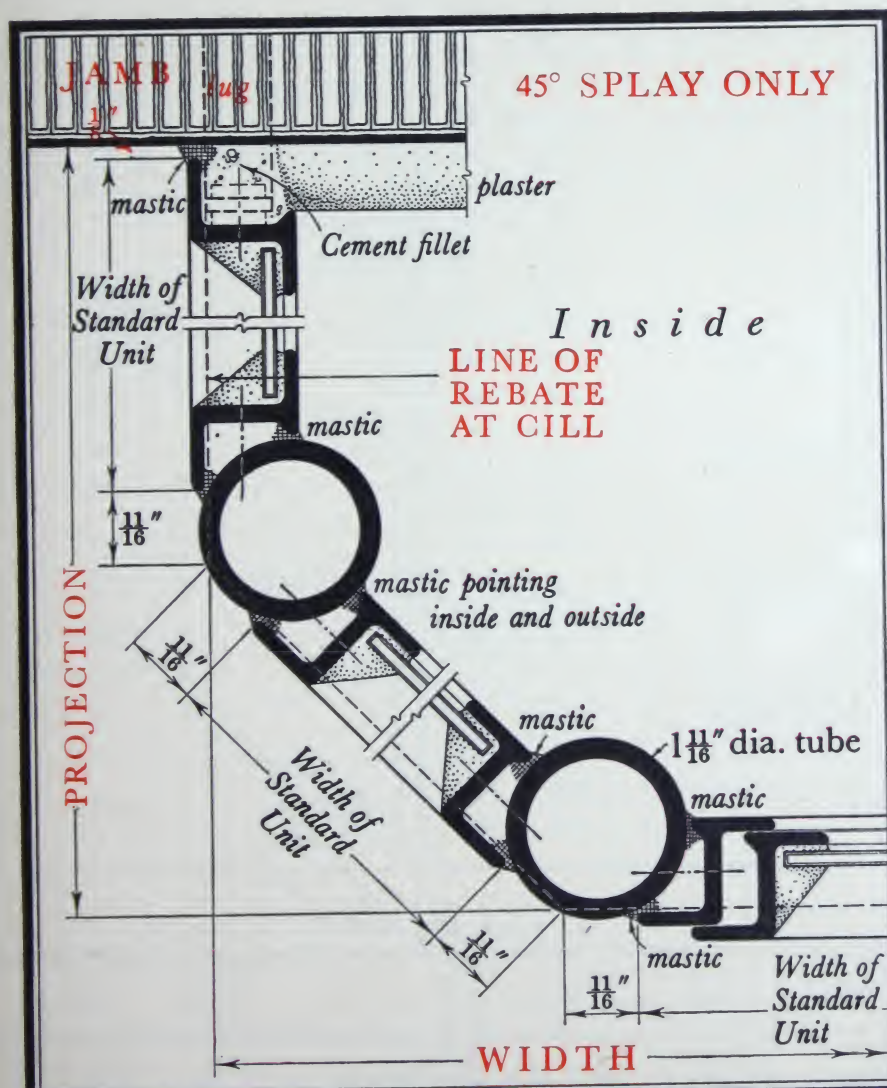 JAMB
lug
45° SPLAY ONLY
1/8"
mastic
plaster
Cement fillet
Width of
Standard
Unit
Inside
LINE OF
REBATE
AT CILL
mastic
11/16"
mastic pointing
inside and outside
PROJECTION
11/16"
mastic
1 11/16" dia. tube
Width of
Standard
Unit
mastic
11/16"
mastic
11/16"
Width of
Standard
Unit
WIDTH